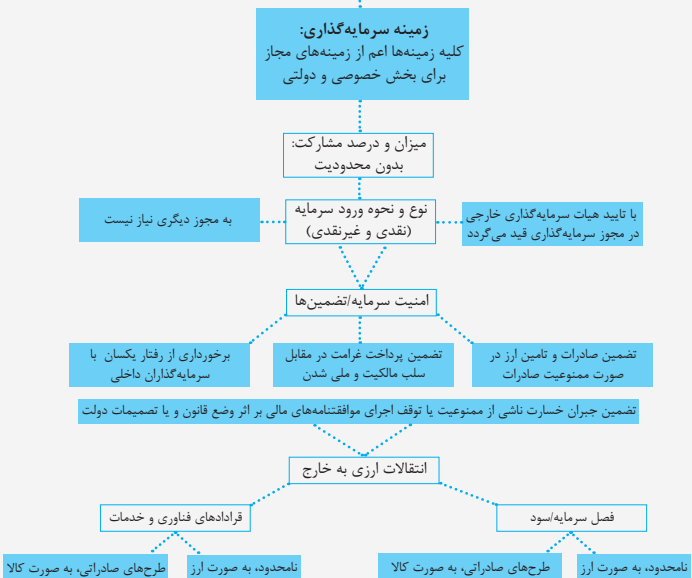 زمینه سرمایه‌گذاری:
کلیه زمینه‌ها اعم از زمینه‌های مجاز
برای بخش خصوصی و دولتی
میزان و درصد مشارکت:
بدون محدودیت
با تایید هیات سرمایه‌گذاری خارجی
در مجوز سرمایه‌گذاری قید می‌گردد
نوع و نحوه ورود سرمایه
(نقدی و غیرنقدی)
به مجوز دیگری نیاز نیست
امنیت سرمایه/تضمین‌ها
تضمین صادرات و تامین ارز در
صورت ممنوعیت صادرات
تضمین پرداخت غرامت در مقابل
سلب مالکیت و ملی شدن
برخورداری از رفتار یکسان با
سرمایه‌گذاران داخلی
تضمین جبران خسارت ناشی از ممنوعیت یا توقف اجرای موافقتنامه‌های مالی بر اثر وضع قانون و یا تصمیمات دولت
انتقالات ارزی به خارج
فصل سرمایه/سود
قرادادهای فناوری و خدمات
نامحدود، به صورت ارز
طرح‌های صادراتی، به صورت کالا
نامحدود، به صورت ارز
طرح‌های صادراتی، به صورت کالا